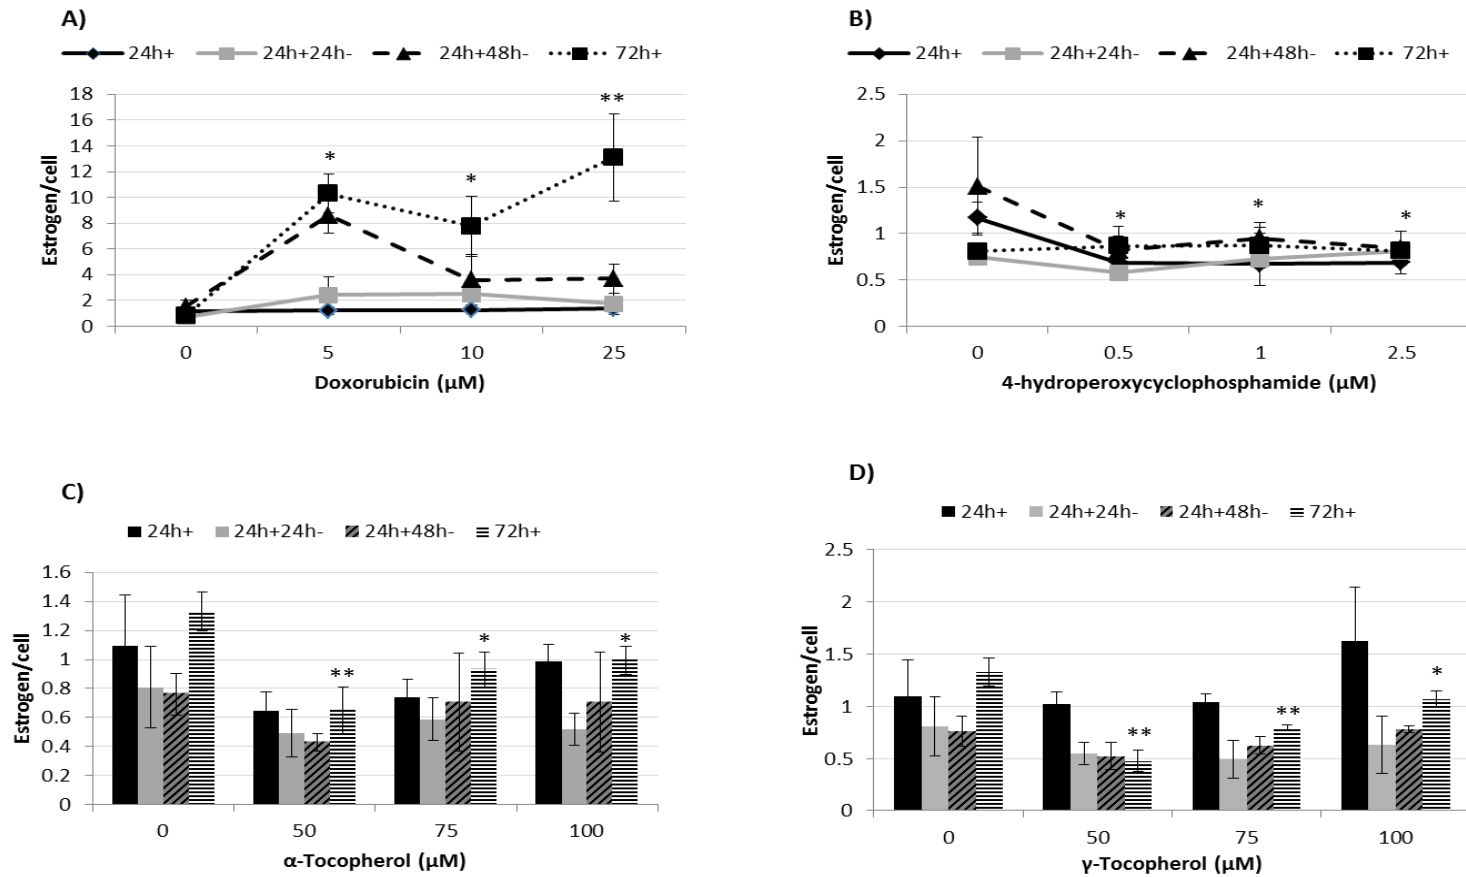 A)
24h+ 24h+24h- 24h+48h- 72h+
Estrogen/cell
18
16
14
12
10
8
6
4
2
0
*
*
**
0 5 10 25
Doxorubicin (µM)
B)
24h+ 24h+24h- 24h+48h- 72h+
Estrogen/cell
2.5
2
1.5
1
0.5
0
*
*
*
0 0.5 1 2.5
4-hydroperoxycyclophosphamide (µM)
C)
24h+ 24h+24h- 24h+48h- 72h+
Estrogen/cell
1.6
1.4
1.2
1
0.8
0.6
0.4
0.2
0
**
*
*
0 50 75 100
α-Tocopherol (µM)
D)
24h+ 24h+24h- 24h+48h- 72h+
Estrogen/cell
2.5
2
1.5
1
0.5
0
**
**
*
0 50 75 100
γ-Tocopherol (µM)